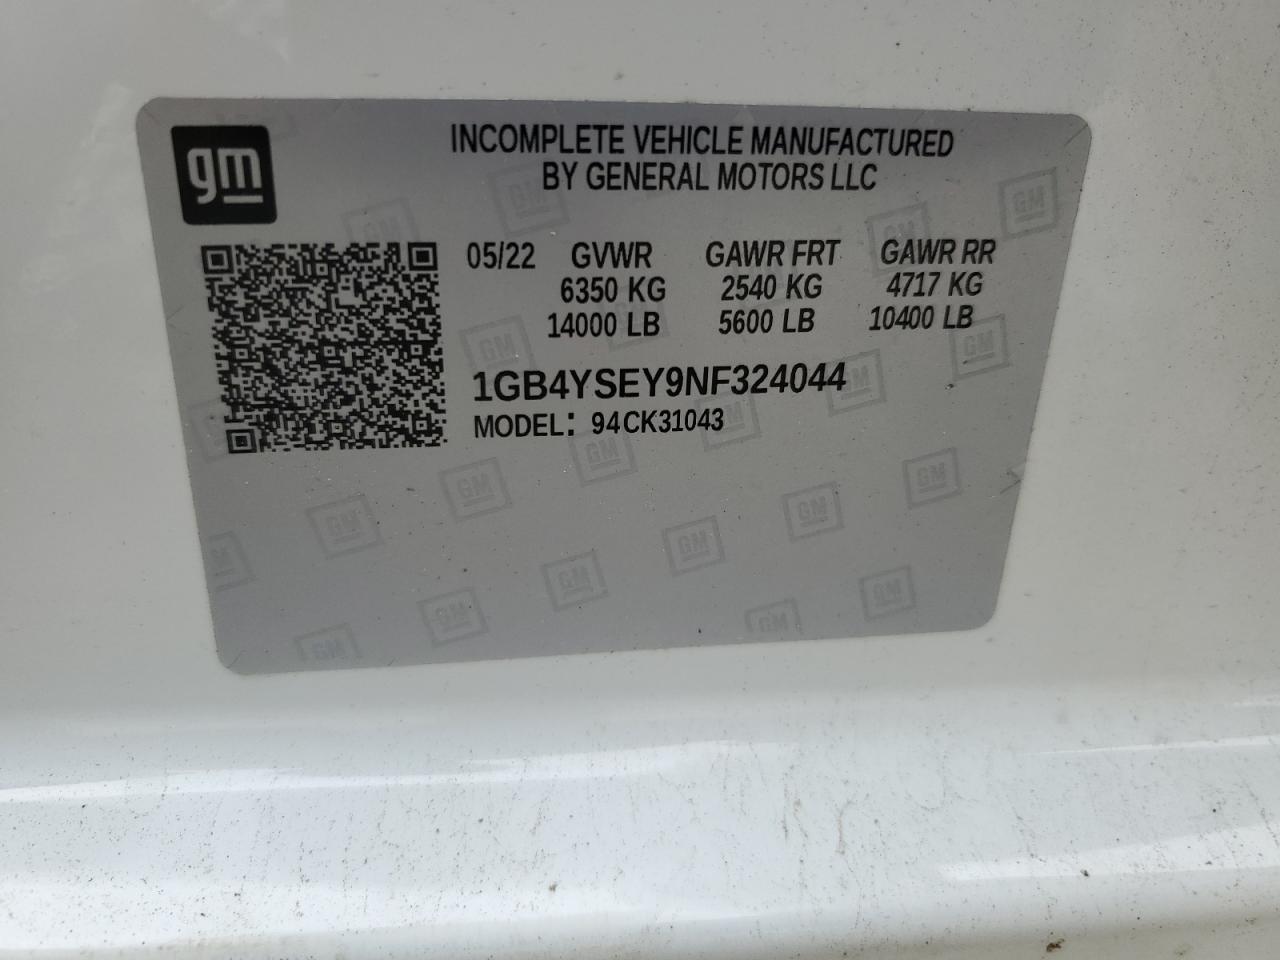 gm
INCOMPLETE VEHICLE MANUFACTURED
BY GENERAL MOTORS LLC
05/22 GVWR GAWR FRT GAWR RR
6350 KG 2540 KG 4717 KG
14000 LB 5600 LB 10400 LB
1GB4YSEY9NF324044
MODEL: 94CK31043